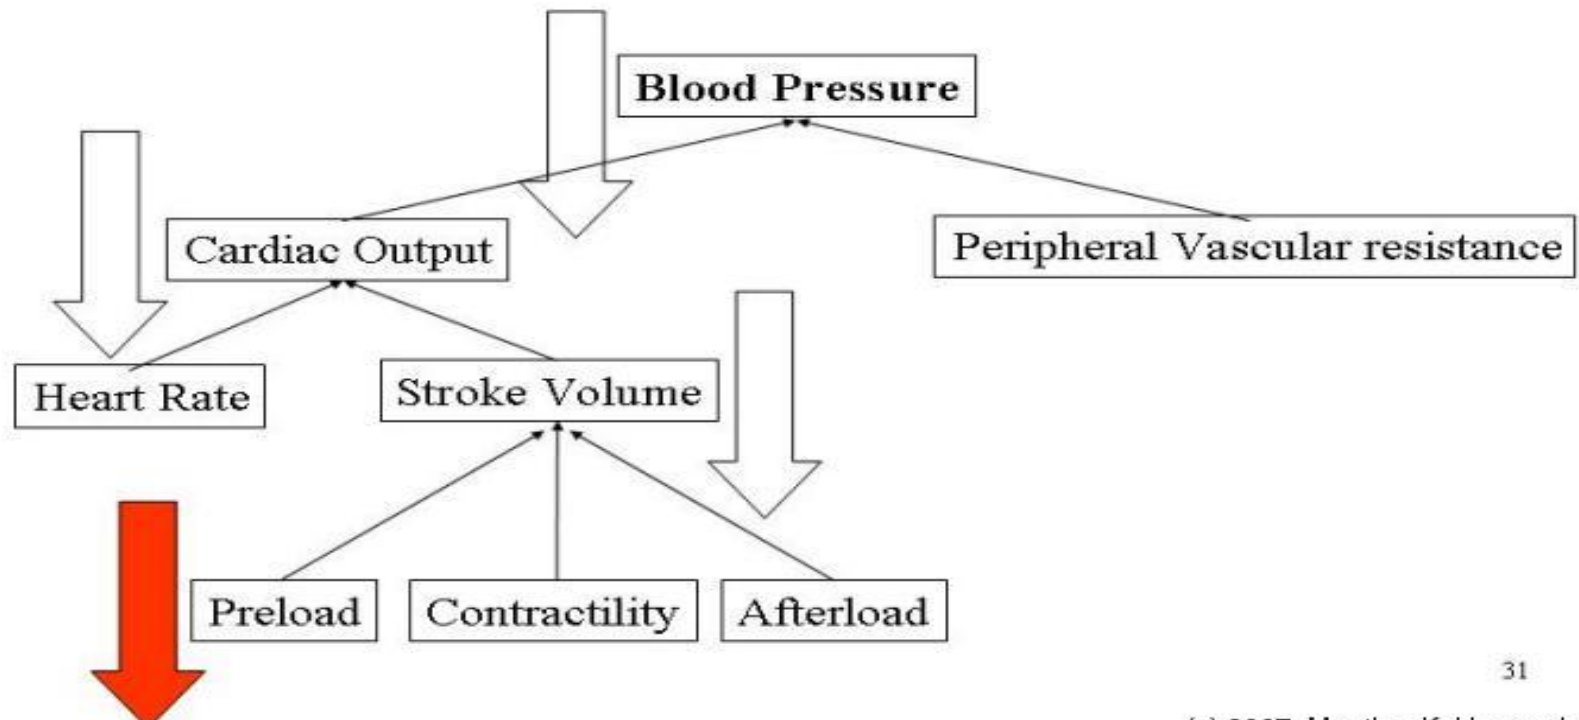 Blood Pressure
Cardiac Output
Peripheral Vascular resistance
Heart Rate
Stroke Volume
Preload
Contractility
Afterload
31